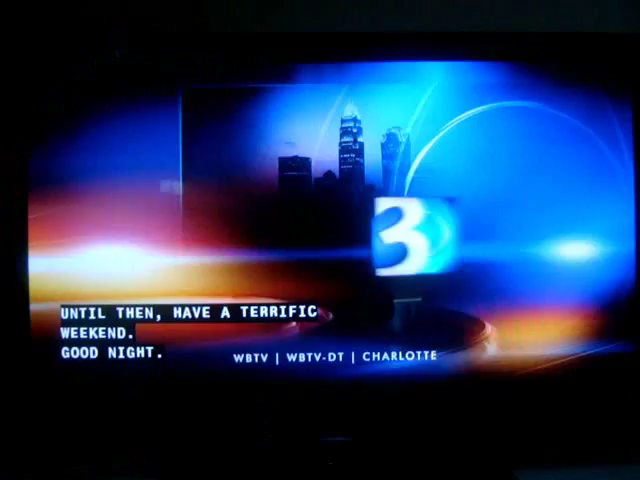 3
UNTIL THEN, HAVE A TERRIFIC
WEEKEND.
GOOD NIGHT.
WBTV | WBTV-DT | CHARLOTTE